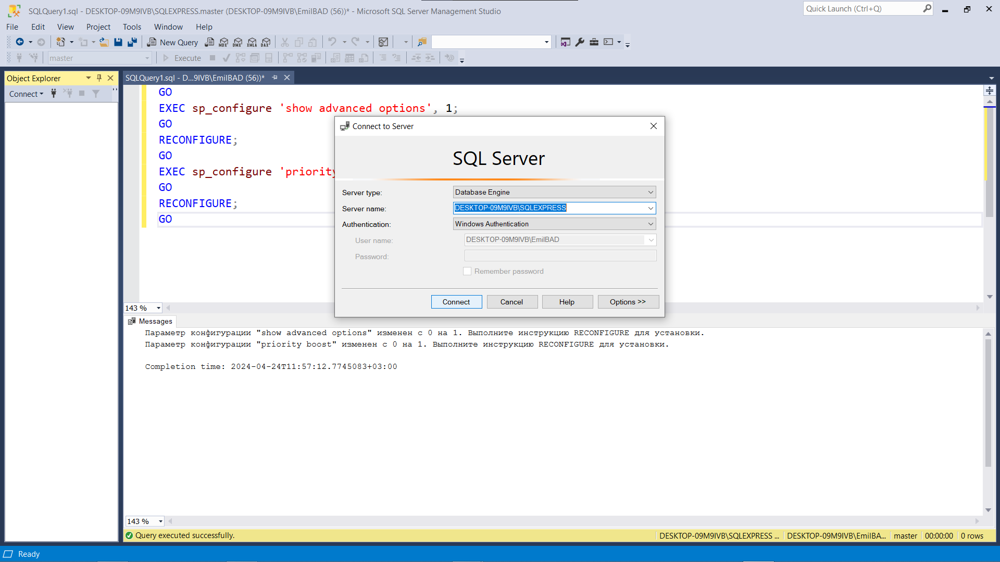 SQLQuery1.sql - DESKTOP-09M9IVB\SQLEXPRESS.master (DESKTOP-09M9IVB\EmilBAD (56))* - Microsoft SQL Server Management Studio
Quick Launch (Ctrl+Q)
File Edit View Project Tools Window Help
New Query MDX DMX XMLA DAX
master Execute
Object Explorer
SQLQuery1.sql - D...9IVB\EmilBAD (56))*
Connect
GO
EXEC sp_configure 'show advanced options', 1;
GO
RECONFIGURE;
GO
EXEC sp_configure 'priority
GO
RECONFIGURE;
GO
Connect to Server
SQL Server
Server type: Database Engine
Server name: DESKTOP-09M9IVB\SQLEXPRESS
Authentication: Windows Authentication
User name: DESKTOP-09M9IVB\EmilBAD
Password:
Remember password
Connect Cancel Help Options >>
143 %
Messages
Параметр конфигурации "show advanced options" изменен с 0 на 1. Выполните инструкцию RECONFIGURE для установки.
Параметр конфигурации "priority boost" изменен с 0 на 1. Выполните инструкцию RECONFIGURE для установки.
Completion time: 2024-04-24T11:57:12.7745083+03:00
143 %
Query executed successfully. DESKTOP-09M9IVB\SQLEXPRESS ... DESKTOP-09M9IVB\EmilBA... master 00:00:00 0 rows
Ready